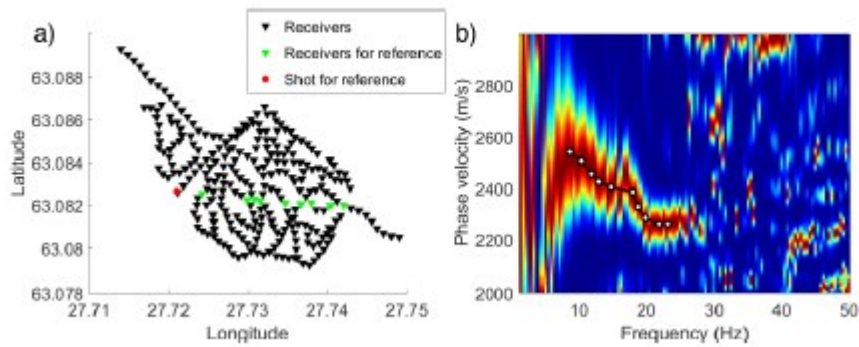 a)
Receivers
Receivers for reference
Shot for reference
63.088
63.086
63.084
63.082
63.08
63.078
Latitude
27.71 27.72 27.73 27.74 27.75
Longitude
b)
2800
2600
2400
2200
2000
Phase velocity (m/s)
10 20 30 40 50
Frequency (Hz)